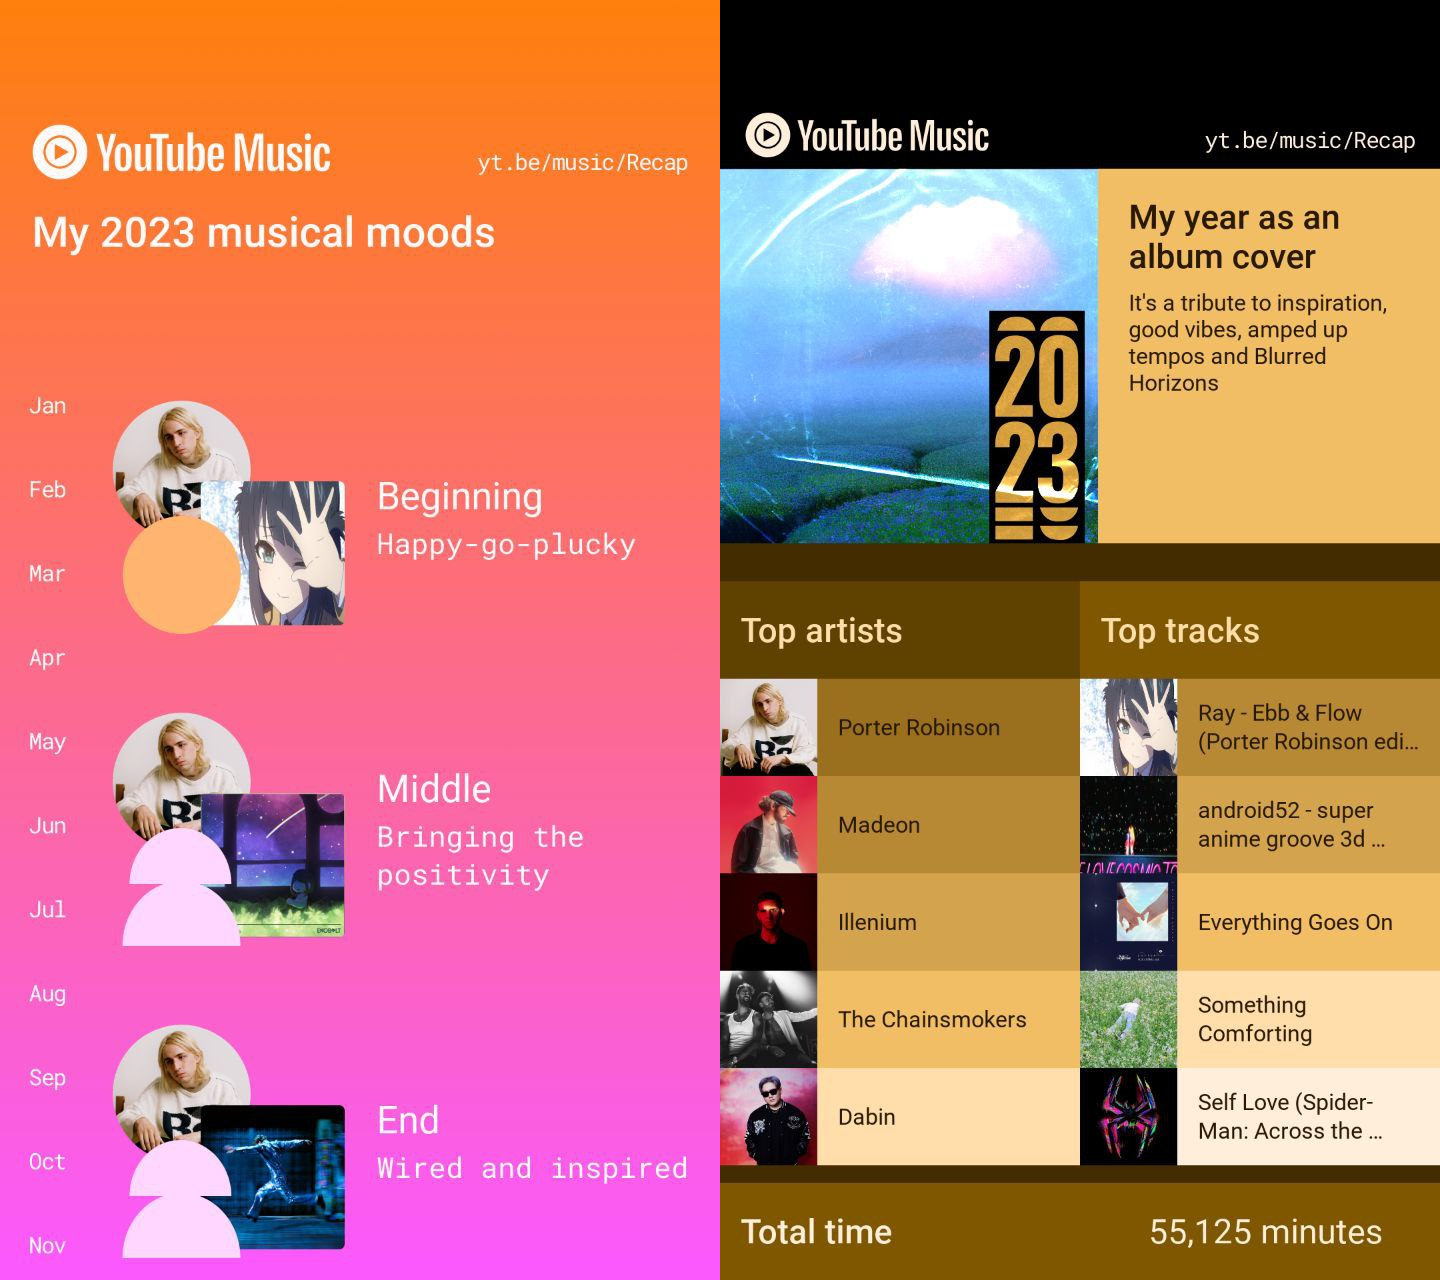 YouTube Music
yt.be/music/Recap
My 2023 musical moods
Jan
Feb
Mar
Apr
May
Jun
Jul
Aug
Sep
Oct
Nov
Beginning
Happy-go-plucky
Middle
Bringing the
positivity
End
Wired and inspired
YouTube Music
yt.be/music/Recap
20
23
My year as an
album cover
It's a tribute to inspiration,
good vibes, amped up
tempos and Blurred
Horizons
Top artists
Porter Robinson
Madeon
Illenium
The Chainsmokers
Dabin
Top tracks
Ray - Ebb & Flow
(Porter Robinson edi...
android52 - super
anime groove 3d ...
Everything Goes On
Something
Comforting
Self Love (Spider-
Man: Across the ...
Total time
55,125 minutes